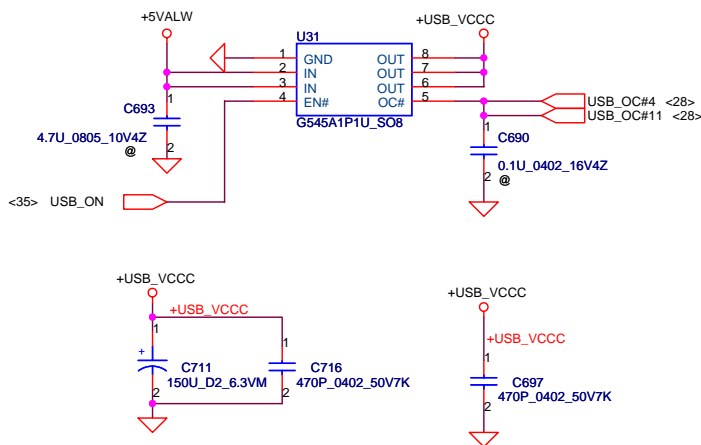 +5VALW
U31
+USB_VCCC
1 GND OUT 8
2 IN OUT 7
3 IN OUT 6
4 EN# OC# 5
G545A1P1U_SO8
USB_OC#4 <28>
USB_OC#11 <28>
1
C693
4.7U_0805_10V4Z
2
@
1
C690
0.1U_0402_16V4Z
2
@
<35> USB_ON
+USB_VCCC
+USB_VCCC
1
+
C711
150U_D2_6.3VM
2
1
C716
470P_0402_50V7K
2
+USB_VCCC
+USB_VCCC
1
C697
470P_0402_50V7K
2